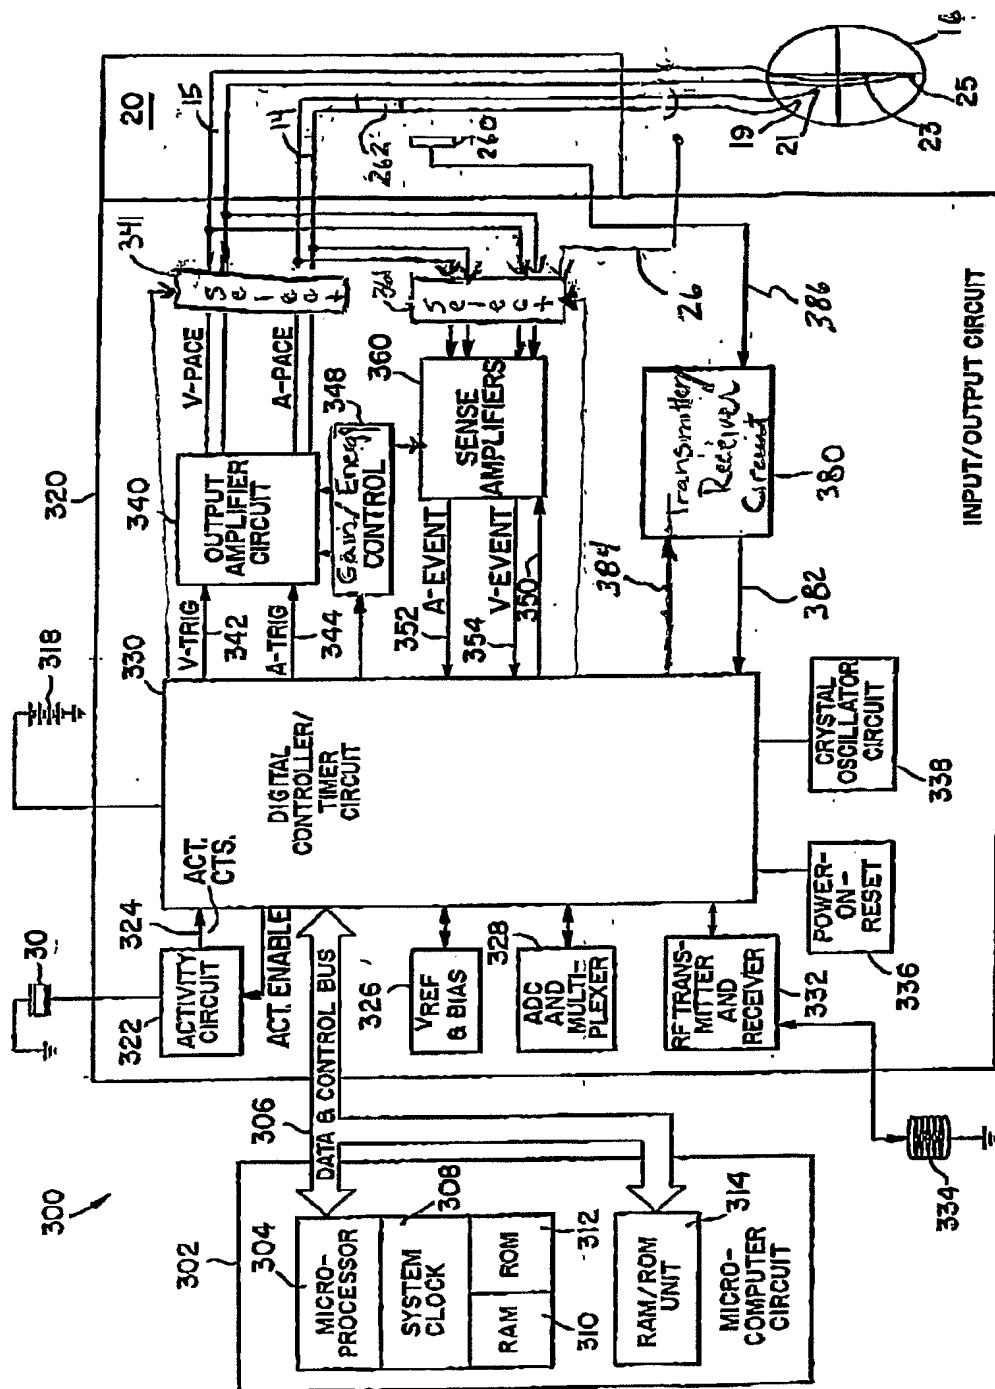 300
302
304
MICRO-
PROCESSOR
SYSTEM
CLOCK
308
RAM
ROM
310
312
RAM/ROM
UNIT
314
MICRO-
COMPUTER
CIRCUIT
306
DATA & CONTROL BUS
334
320
30
322
ACTIVITY
CIRCUIT
324
ACT.
CTS.
ACT. ENABLE
326
VREF
& BIAS
328
ADC
AND
MULTI-
PLEXER
RF TRANS-
MITTER
AND
RECEIVER
332
POWER-
ON-
RESET
336
CRYSTAL
OSCILLATOR
CIRCUIT
338
318
330
DIGITAL
CONTROLLER/
TIMER
CIRCUIT
V-TRIG
342
A-TRIG
344
340
OUTPUT
AMPLIFIER
CIRCUIT
Gain/Energy
CONTROL
348
V-PACE
A-PACE
341
Select
352
A-EVENT
354
V-EVENT
350
360
SENSE
AMPLIFIERS
361
Select
384
Transmitter/
Receiver
Circuit
380
382
386
26
INPUT/OUTPUT CIRCUIT
20
15
14
262
260
16
19
21
23
25